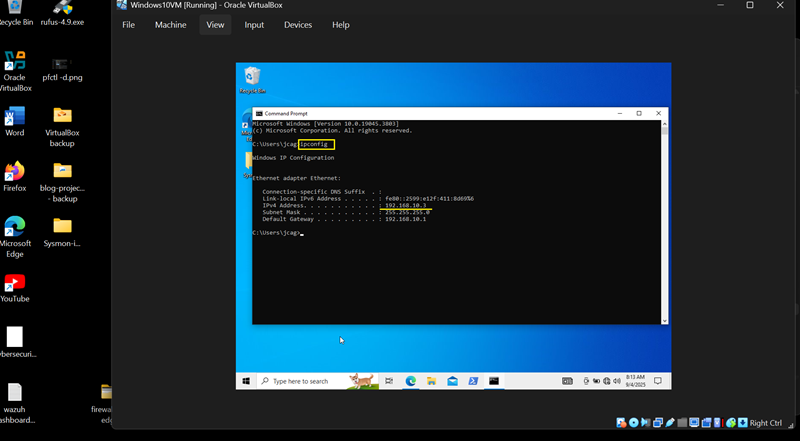 Windows10VM [Running] - Oracle VirtualBox
File Machine View Input Devices Help
Recycle Bin
rufus-4.9.exe
Oracle
VirtualBox
pfctl -d.png
Word
VirtualBox
backup
Firefox
blog-projec...
- backup
Microsoft
Edge
Sysmon-i...
YouTube
cybersecuri...
wazuh
dashboard...
firewa
edg
Recycle Bin
Command Prompt
Microsoft Windows [Version 10.0.19045.3803]
(c) Microsoft Corporation. All rights reserved.
C:\Users\jcag>ipconfig
Windows IP Configuration
Ethernet adapter Ethernet:
Connection-specific DNS Suffix . :
Link-local IPv6 Address . . . . . : fe80::2599:e12f:411:8d69%6
IPv4 Address. . . . . . . . . . . : 192.168.10.3
Subnet Mask . . . . . . . . . . . : 255.255.255.0
Default Gateway . . . . . . . . . : 192.168.10.1
C:\Users\jcag>
Type here to search
8:13 AM
9/4/2025
Right Ctrl